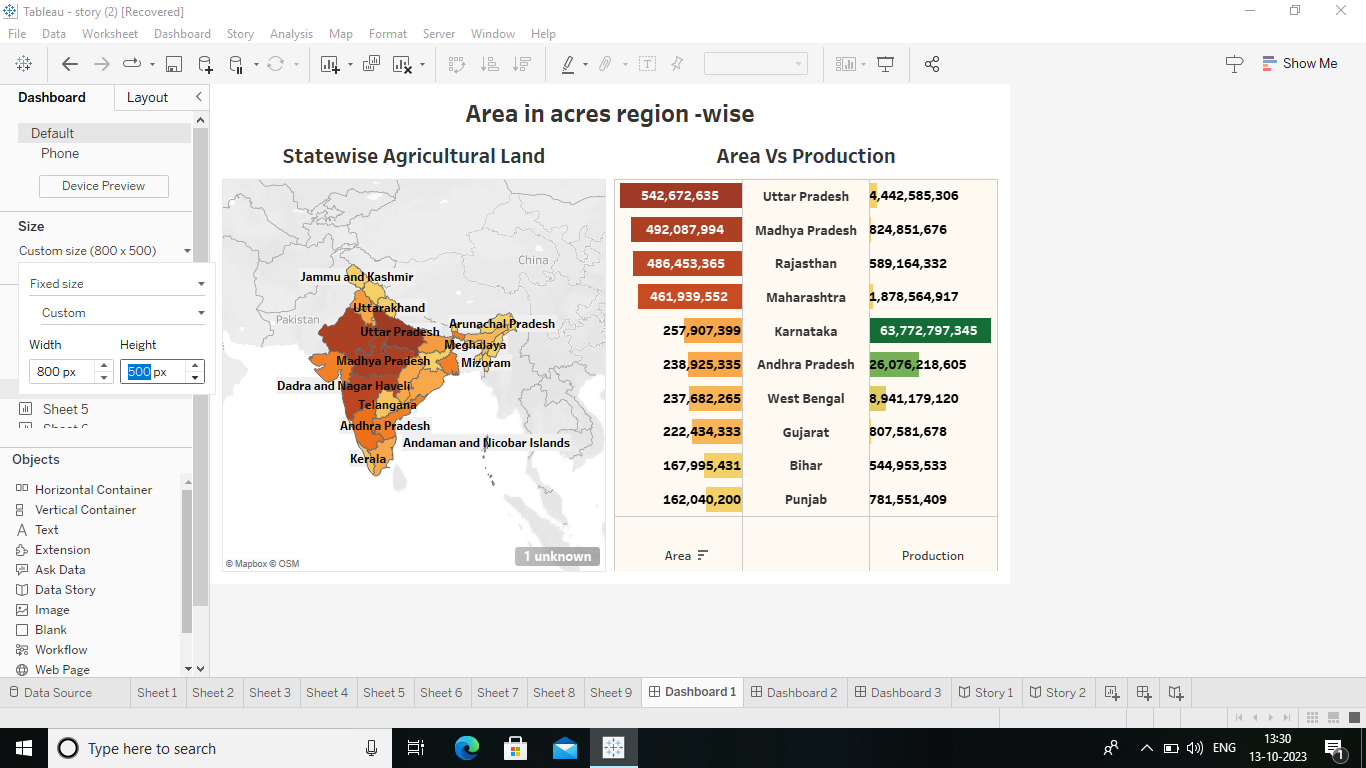 Tableau - story (2) [Recovered]
File Data Worksheet Dashboard Story Analysis Map Format Server Window Help
Show Me
Dashboard Layout
Default
Phone
Device Preview
Size
Custom size (800 x 500)
Fixed size
Custom
Width Height
800 px 500 px
Sheet 5
Objects
Horizontal Container
Vertical Container
Text
Extension
Ask Data
Data Story
Image
Blank
Workflow
Web Page
Area in acres region -wise
Statewise Agricultural Land
China
Pakistan
Jammu and Kashmir
Uttarakhand
Arunachal Pradesh
Uttar Pradesh
Meghalaya
Madhya Pradesh
Mizoram
Dadra and Nagar Haveli
Telangana
Andhra Pradesh
Andaman and Nicobar Islands
Kerala
1 unknown
© Mapbox © OSM
Area Vs Production
542,672,635 Uttar Pradesh 4,442,585,306
492,087,994 Madhya Pradesh 824,851,676
486,453,365 Rajasthan 589,164,332
461,939,552 Maharashtra 1,878,564,917
257,907,399 Karnataka 63,772,797,345
238,925,335 Andhra Pradesh 26,076,218,605
237,682,265 West Bengal 8,941,179,120
222,434,333 Gujarat 807,581,678
167,995,431 Bihar 544,953,533
162,040,200 Punjab 781,551,409
Area Production
Data Source Sheet 1 Sheet 2 Sheet 3 Sheet 4 Sheet 5 Sheet 6 Sheet 7 Sheet 8 Sheet 9 Dashboard 1 Dashboard 2 Dashboard 3 Story 1 Story 2
Type here to search
ENG
13:30
13-10-2023
1